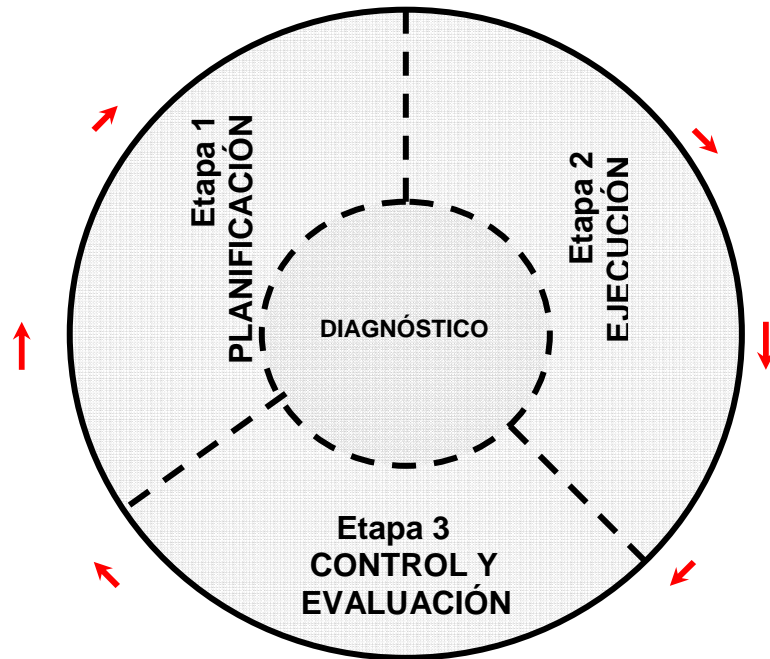 Etapa 1
PLANIFICACIÓN
Etapa 2
EJECUCIÓN
DIAGNÓSTICO
Etapa 3
CONTROL Y
EVALUACIÓN